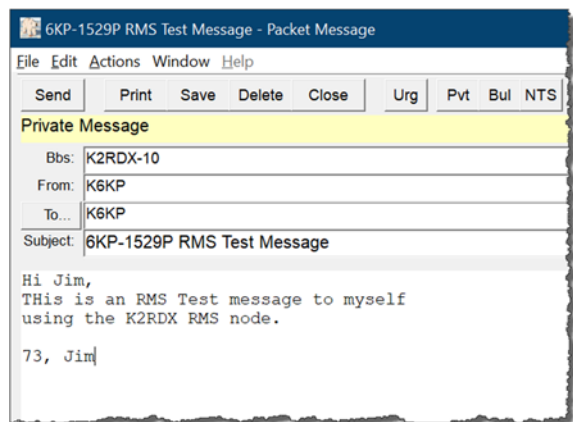 6KP-1529P RMS Test Message - Packet Message
File Edit Actions Window Help
Send Print Save Delete Close Urg Pvt Bul NTS
Private Message
Bbs: K2RDX-10
From: K6KP
To... K6KP
Subject: 6KP-1529P RMS Test Message
Hi Jim,
THis is an RMS Test message to myself
using the K2RDX RMS node.
73, Jim